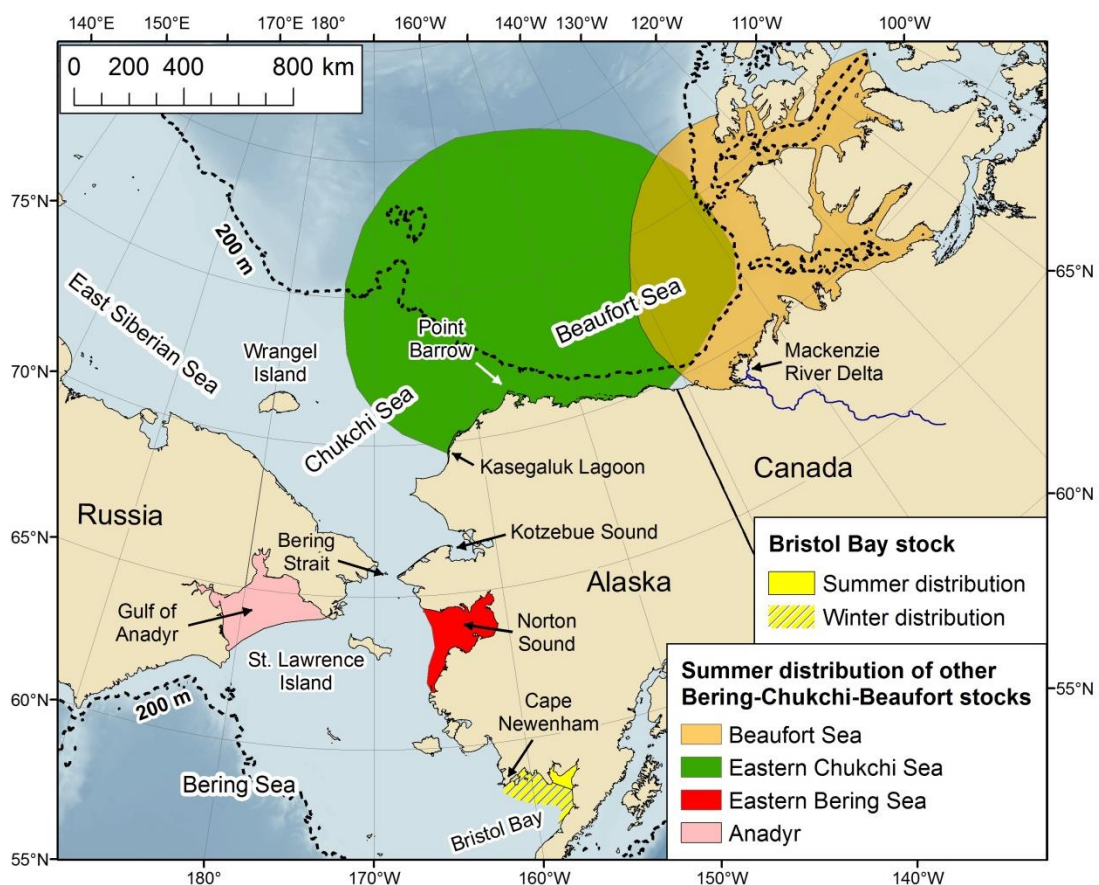 140°E 150°E 170°E 180° 160°W 140°W 130°W 120°W 110°W 100°W
0 200 400 800 km
75°N
200 m
East Siberian Sea
Wrangel
Island
Point
Barrow
Beaufort Sea
65°N
Mackenzie
River Delta
70°N
Chukchi Sea
Kasegaluk Lagoon
Canada
Russia
60°N
65°N
Bering
Strait
Kotzebue Sound
Alaska
Gulf of
Anadyr
Norton
Sound
St. Lawrence
Island
60°N
200 m
Cape
Newenham
55°N
Bering Sea
Bristol Bay
55°N
Bristol Bay stock
Summer distribution
Winter distribution
Summer distribution of other
Bering-Chukchi-Beaufort stocks
Beaufort Sea
Eastern Chukchi Sea
Eastern Bering Sea
Anadyr
180° 170°W 160°W 150°W 140°W